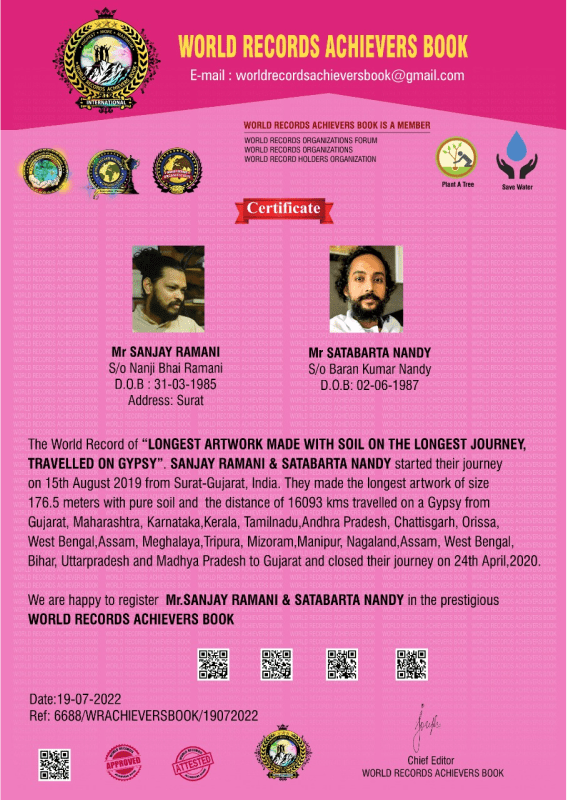 WORLD RECORDS ACHIEVERS BOOK
E-mail : worldrecordsachieversbook@gmail.com
INTERNATIONAL
WORLD RECORDS ACHIEVERS BOOK IS A MEMBER
WORLD RECORDS ORGANIZATIONS FORUM
WORLD RECORDS ORGANIZATIONS
WORLD RECORD HOLDERS ORGANIZATION
Plant A Tree
Save Water
Certificate
Mr SANJAY RAMANI
S/o Nanji Bhai Ramani
D.O.B : 31-03-1985
Address: Surat
Mr SATABARTA NANDY
S/o Baran Kumar Nandy
D.O.B: 02-06-1987
The World Record of “LONGEST ARTWORK MADE WITH SOIL ON THE LONGEST JOURNEY,
TRAVELLED ON GYPSY”. SANJAY RAMANI & SATABARTA NANDY started their journey
on 15th August 2019 from Surat-Gujarat, India. They made the longest artwork of size
176.5 meters with pure soil and the distance of 16093 kms travelled on a Gypsy from
Gujarat, Maharashtra, Karnataka,Kerala, Tamilnadu,Andhra Pradesh, Chattisgarh, Orissa,
West Bengal,Assam, Meghalaya,Tripura, Mizoram,Manipur, Nagaland,Assam, West Bengal,
Bihar, Uttarpradesh and Madhya Pradesh to Gujarat and closed their journey on 24th April,2020.
We are happy to register Mr.SANJAY RAMANI & SATABARTA NANDY in the prestigious
WORLD RECORDS ACHIEVERS BOOK
Date:19-07-2022
Ref: 6688/WRACHIEVERSBOOK/19072022
APPROVED
ATTESTED
Chief Editor
WORLD RECORDS ACHIEVERS BOOK